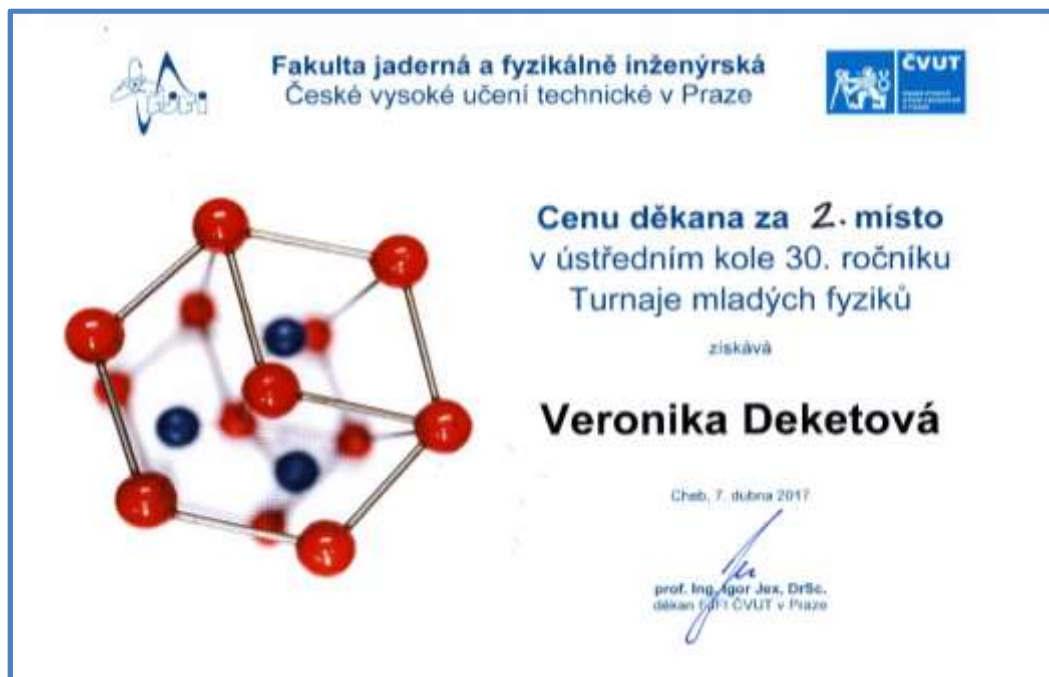 Fakulta jaderná a fyzikálně inženýrská
České vysoké učení technické v Praze
ČVUT
Cenu děkana za 2. místo
v ústředním kole 30. ročníku
Turnaje mladých fyziků
získává
Veronika Deketová
Cheb, 7. dubna 2017
prof. Ing. Igor Jex, DrSc.
děkan FJFI ČVUT v Praze